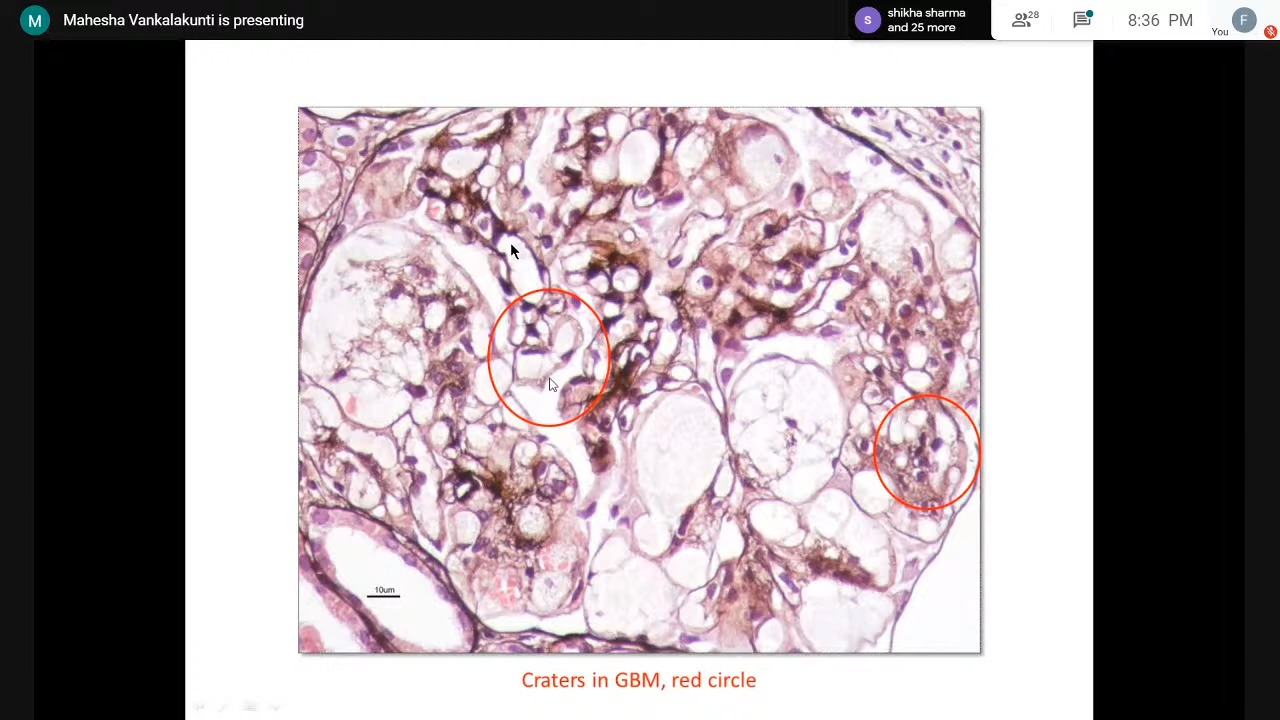 M Mahesha Vankalakunti is presenting
s shikha sharma
and 25 more
28
8:36 PM
You
F
10um
Craters in GBM, red circle